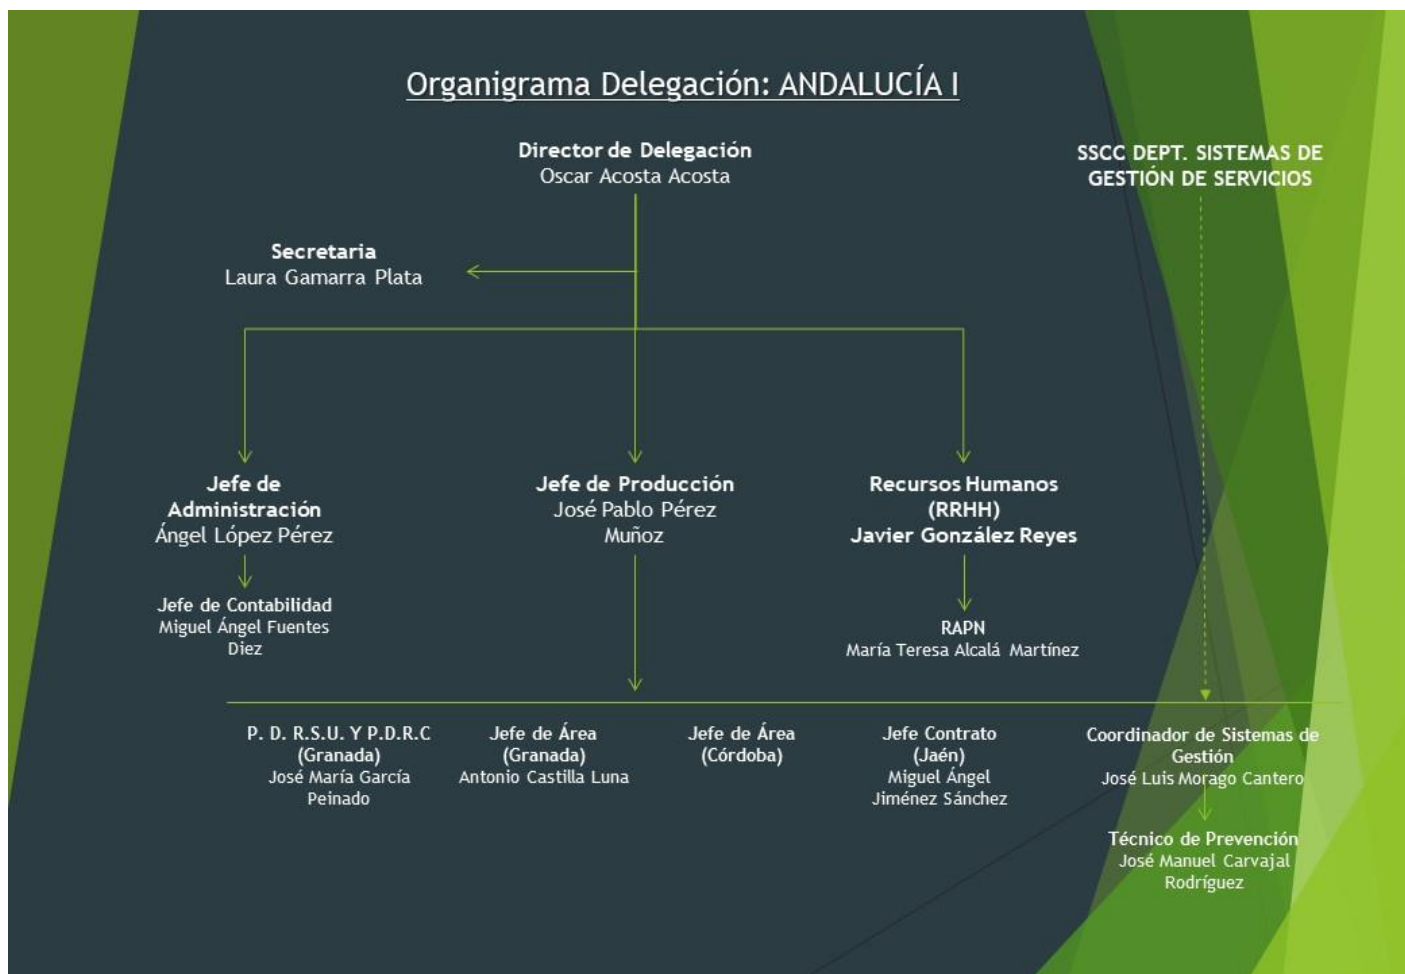 Organigrama Delegación: ANDALUCÍA I
Director de Delegación
Oscar Acosta Acosta
SSCC DEPT. SISTEMAS DE
GESTIÓN DE SERVICIOS
Secretaria
Laura Gamarra Plata
Jefe de
Administración
Ángel López Pérez
Jefe de Producción
José Pablo Pérez
Muñoz
Recursos Humanos
(RRHH)
Javier González Reyes
Jefe de Contabilidad
Miguel Ángel Fuentes
Diez
RAPN
María Teresa Alcalá Martínez
P. D. R.S.U. Y P.D.R.C
(Granada)
José María García
Peinado
Jefe de Área
(Granada)
Antonio Castilla Luna
Jefe de Área
(Córdoba)
Jefe Contrato
(Jaén)
Miguel Ángel
Jiménez Sánchez
Coordinador de Sistemas de
Gestión
José Luis Morago Cantero
Técnico de Prevención
José Manuel Carvajal
Rodríguez